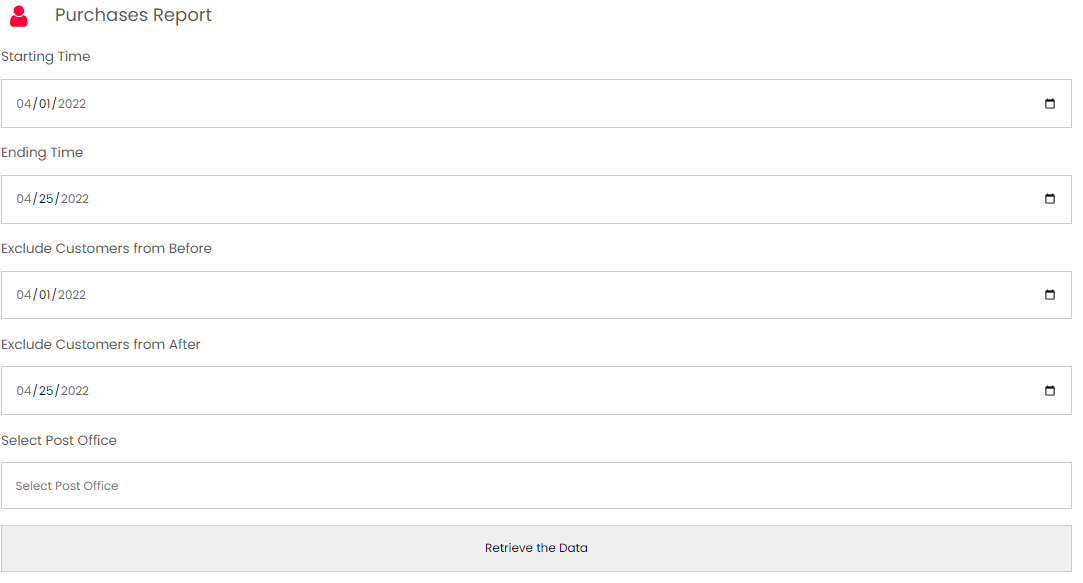 Purchases Report
Starting Time
04/01/2022
Ending Time
04/25/2022
Exclude Customers from Before
04/01/2022
Exclude Customers from After
04/25/2022
Select Post Office
Select Post Office
Retrieve the Data